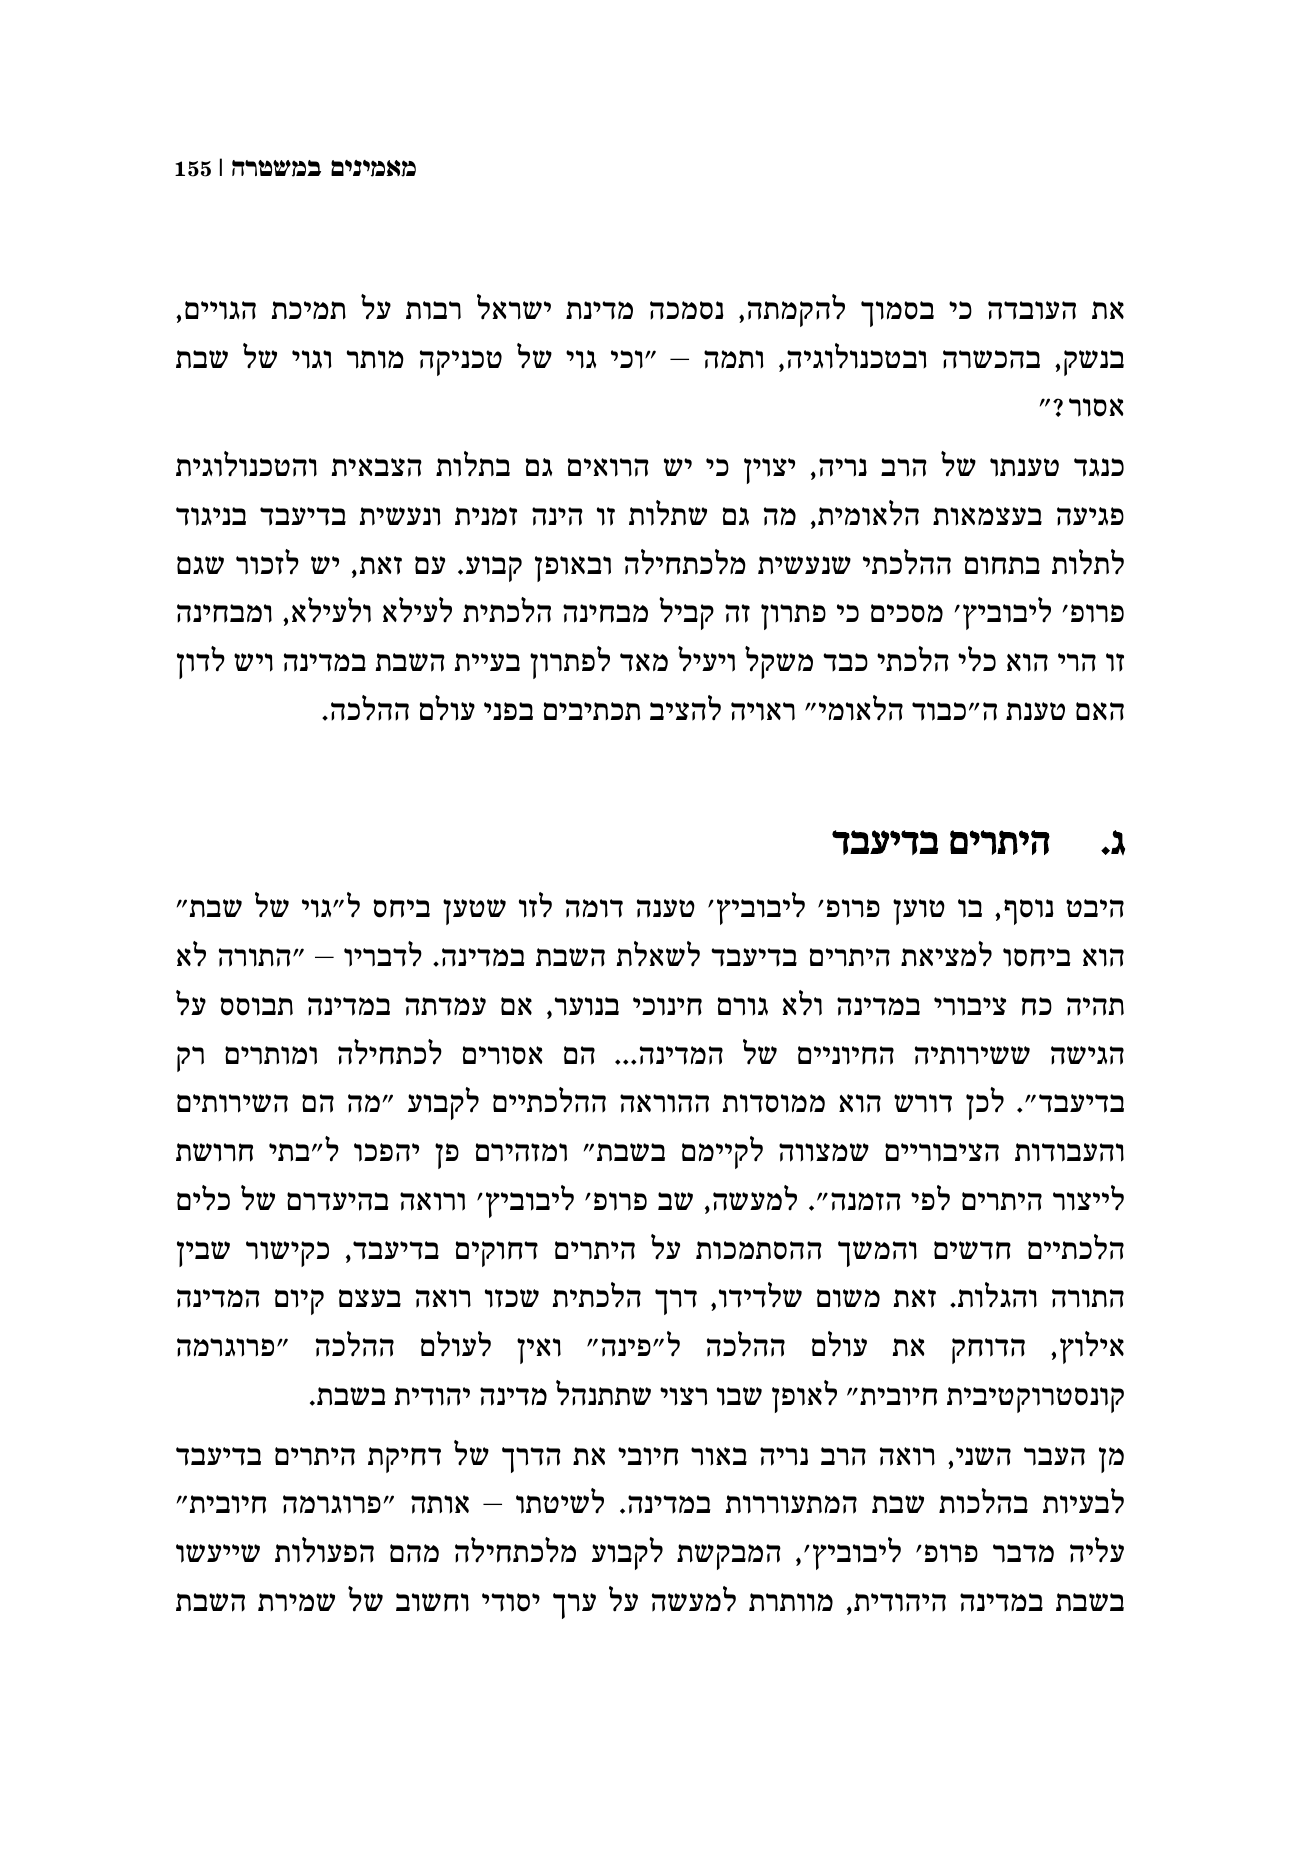 מאמינים במשטרה | 155
את העובדה כי בסמוך להקמתה, נסמכה מדינת ישראל רבות על תמיכת הגויים,
בנשק, בהכשרה ובטכנולוגיה, ותמה – ״וכי גוי של טכניקה מותר וגוי של שבת
אסור?״
כנגד טענתו של הרב נריה, יצוין כי יש הרואים גם בתלות הצבאית והטכנולוגית
פגיעה בעצמאות הלאומית, מה גם שתלות זו הינה זמנית ונעשית בדיעבד בניגוד
לתלות בתחום ההלכתי שנעשית מלכתחילה ובאופן קבוע. עם זאת, יש לזכור שגם
פרופ׳ ליבוביץ׳ מסכים כי פתרון זה קביל מבחינה הלכתית לעילא ולעילא, ומבחינה
זו הרי הוא כלי הלכתי כבד משקל ויעיל מאד לפתרון בעיית השבת במדינה ויש לדון
האם טענת ה״כבוד הלאומי״ ראויה להציב תכתיבים בפני עולם ההלכה.
ג. היתרים בדיעבד
היבט נוסף, בו טוען פרופ׳ ליבוביץ׳ טענה דומה לזו שטען ביחס ל״גוי של שבת״
הוא ביחסו למציאת היתרים בדיעבד לשאלת השבת במדינה. לדבריו – ״התורה לא
תהיה כח ציבורי במדינה ולא גורם חינוכי בנוער, אם עמדתה במדינה תבוסס על
הגישה ששירותיה החיוניים של המדינה... הם אסורים לכתחילה ומותרים רק
בדיעבד״. לכן דורש הוא ממוסדות ההוראה ההלכתיים לקבוע ״מה הם השירותים
והעבודות הציבוריים שמצווה לקיימם בשבת״ ומזהירם פן יהפכו ל״בתי חרושת
לייצור היתרים לפי הזמנה״. למעשה, שב פרופ׳ ליבוביץ׳ ורואה בהיעדרם של כלים
הלכתיים חדשים והמשך ההסתמכות על היתרים דחוקים בדיעבד, כקישור שבין
התורה והגלות. זאת משום שלדידו, דרך הלכתית שכזו רואה בעצם קיום המדינה
אילוץ, הדוחק את עולם ההלכה ל״פינה״ ואין לעולם ההלכה ״פרוגרמה
קונסטרוקטיבית חיובית״ לאופן שבו רצוי שתתנהל מדינה יהודית בשבת.
מן העבר השני, רואה הרב נריה באור חיובי את הדרך של דחיקת היתרים בדיעבד
לבעיות בהלכות שבת המתעוררות במדינה. לשיטתו – אותה ״פרוגרמה חיובית״
עליה מדבר פרופ׳ ליבוביץ׳, המבקשת לקבוע מלכתחילה מהם הפעולות שייעשו
בשבת במדינה היהודית, מוותרת למעשה על ערך יסודי וחשוב של שמירת השבת